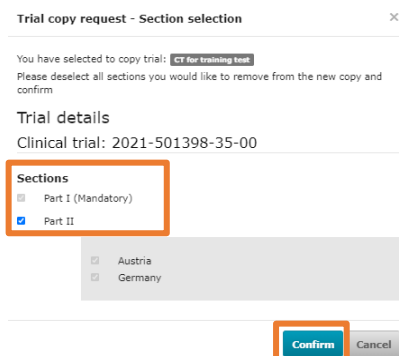 Trial copy request - Section selection
×
You have selected to copy trial: CT for training test
Please deselect all sections you would like to remove from the new copy and
confirm
Trial details
Clinical trial: 2021-501398-35-00
Sections
Part I (Mandatory)
Part II
Austria
Germany
Confirm Cancel